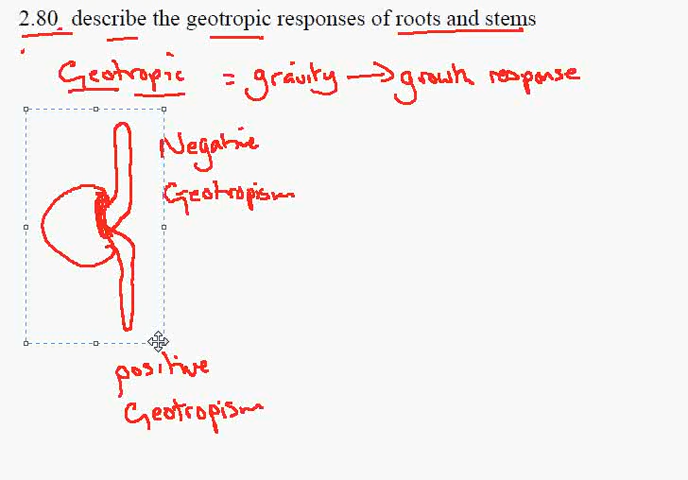 2.80 describe the geotropic responses of roots and stems
Geotropic = gravity → growth response
Negative
Geotropism
positive
Geotropism